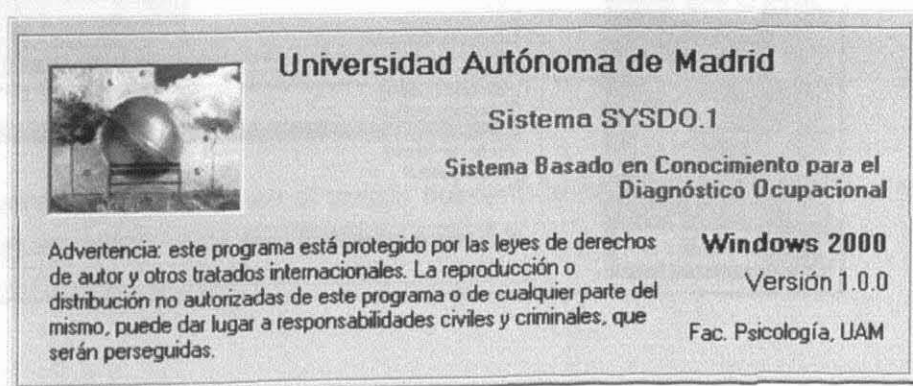 Universidad Autónoma de Madrid
Sistema SYSDO.1
Sistema Basado en Conocimiento para el
Diagnóstico Ocupacional
Advertencia: este programa está protegido por las leyes de derechos
de autor y otros tratados internacionales. La reproducción o
distribución no autorizadas de este programa o de cualquier parte del
mismo, puede dar lugar a responsabilidades civiles y criminales, que
serán perseguidas.
Windows 2000
Versión 1.0.0
Fac. Psicología, UAM